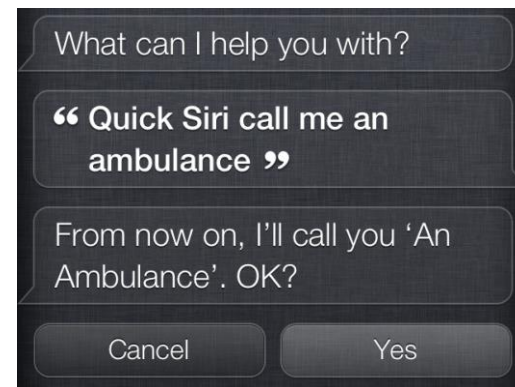 What can I help you with?
“ Quick Siri call me an
ambulance ”
From now on, I’ll call you ‘An
Ambulance’. OK?
Cancel
Yes